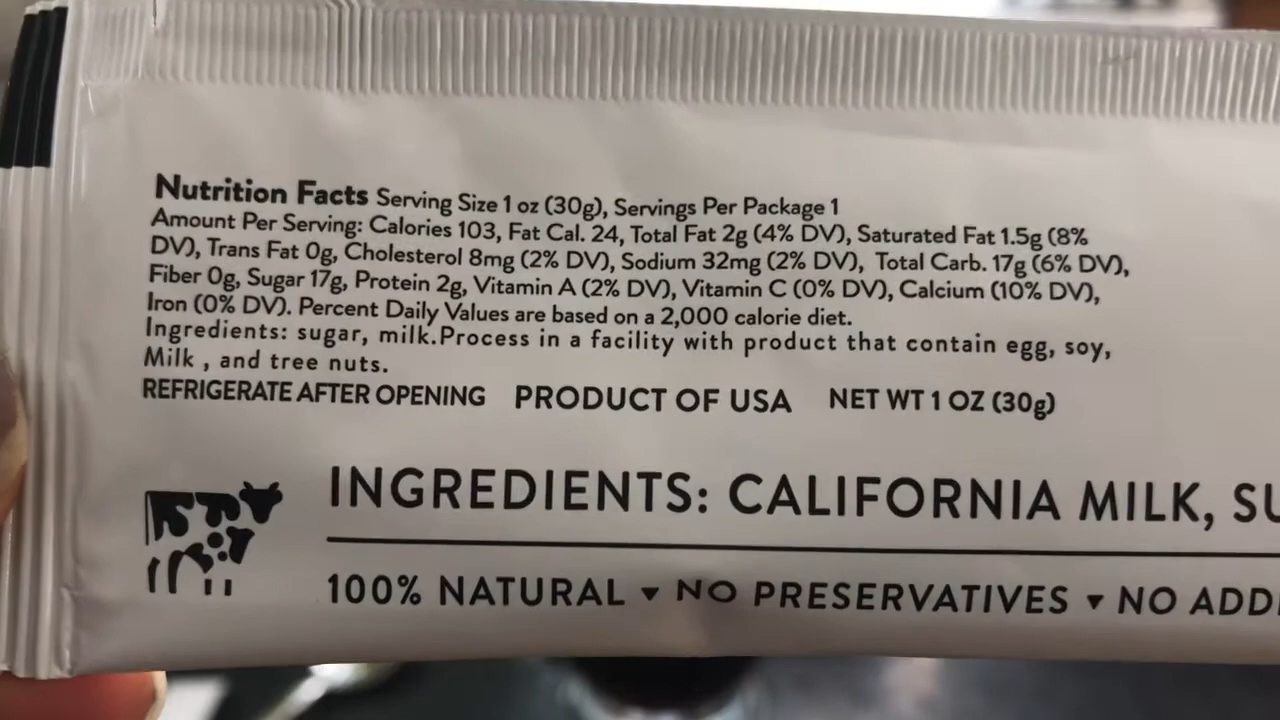 Nutrition Facts Serving Size 1 oz (30g), Servings Per Package 1
Amount Per Serving: Calories 103, Fat Cal. 24, Total Fat 2g (4% DV), Saturated Fat 1.5g (8%
DV), Trans Fat 0g, Cholesterol 8mg (2% DV), Sodium 32mg (2% DV), Total Carb. 17g (6% DV),
Fiber 0g, Sugar 17g, Protein 2g, Vitamin A (2% DV), Vitamin C (0% DV), Calcium (10% DV),
Iron (0% DV). Percent Daily Values are based on a 2,000 calorie diet.
Ingredients: sugar, milk.Process in a facility with product that contain egg, soy,
Milk , and tree nuts.
REFRIGERATE AFTER OPENING PRODUCT OF USA NET WT 1 OZ (30g)
INGREDIENTS: CALIFORNIA MILK, SU
100% NATURAL ▾ NO PRESERVATIVES ▾ NO ADD